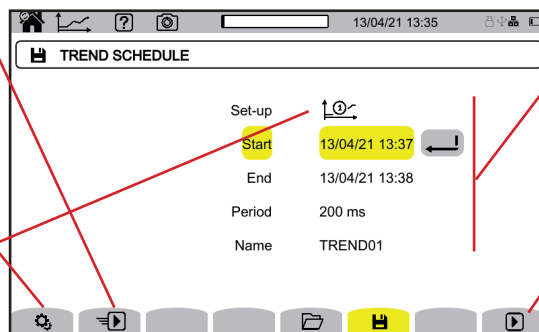 ? 13/04/21 13:35
TREND SCHEDULE
Set-up 1
Start 13/04/21 13:37
End 13/04/21 13:38
Period 200 ms
Name TREND01